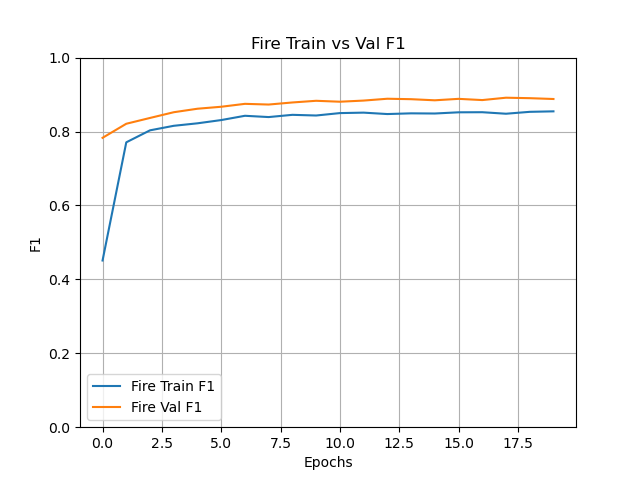 Fire Train vs Val F1
1.0
0.8
0.6
0.4
0.2
0.0
F1
Fire Train F1
Fire Val F1
0.0 2.5 5.0 7.5 10.0 12.5 15.0 17.5
Epochs